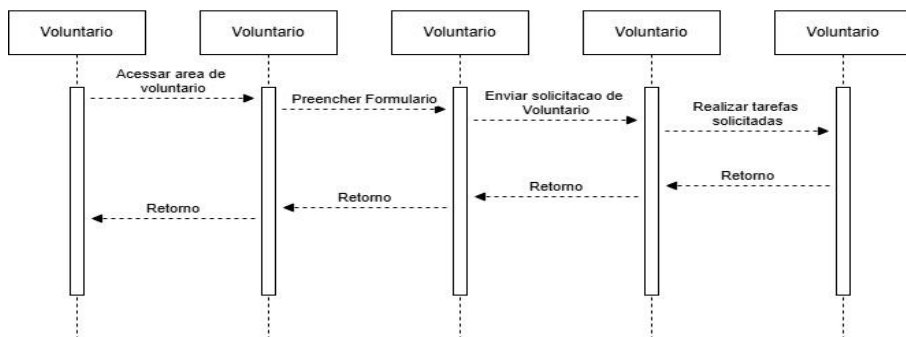 Voluntario
Voluntario
Voluntario
Voluntario
Voluntario
Acessar area de
voluntario
Preencher Formulario
Enviar solicitacao de
Voluntario
Realizar tarefas
solicitadas
Retorno
Retorno
Retorno
Retorno